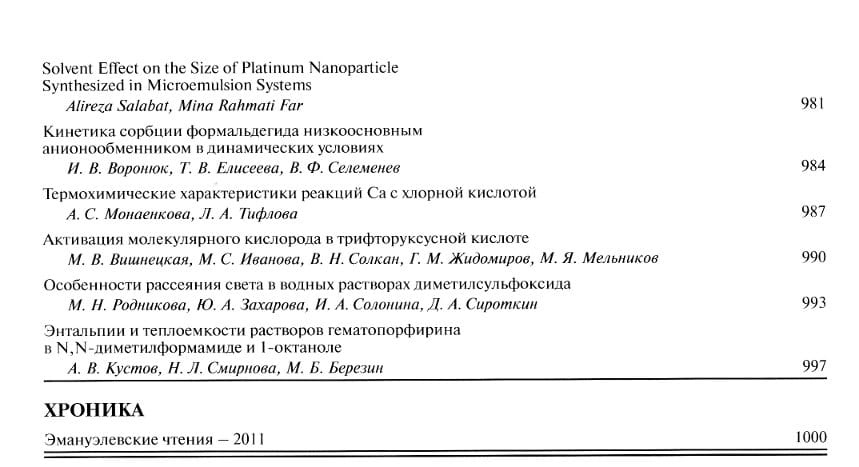 Solvent Effect on the Size of Platinum Nanoparticle
Synthesized in Microemulsion Systems
Alireza Salabat, Mina Rahmati Far 981
Кинетика сорбции формальдегида низкоосновным
анионообменником в динамических условиях
И. В. Воронюк, Т. В. Елисеева, В. Ф. Селеменев 984
Термохимические характеристики реакций Ca с хлорной кислотой
А. С. Монаенкова, Л. А. Тифлова 987
Активация молекулярного кислорода в трифторуксусной кислоте
М. В. Вишнецкая, М. С. Иванова, В. Н. Солкан, Г. М. Жидомиров, М. Я. Мельников 990
Особенности рассеяния света в водных растворах диметилсульфоксида
М. Н. Родникова, Ю. А. Захарова, И. А. Солонина, Д. А. Сироткин 993
Энтальпии и теплоемкости растворов гематопорфирина
в N,N-диметилформамиде и 1-октаноле
А. В. Кустов, Н. Л. Смирнова, М. Б. Березин 997
ХРОНИКА
Эмануэлевские чтения – 2011 1000